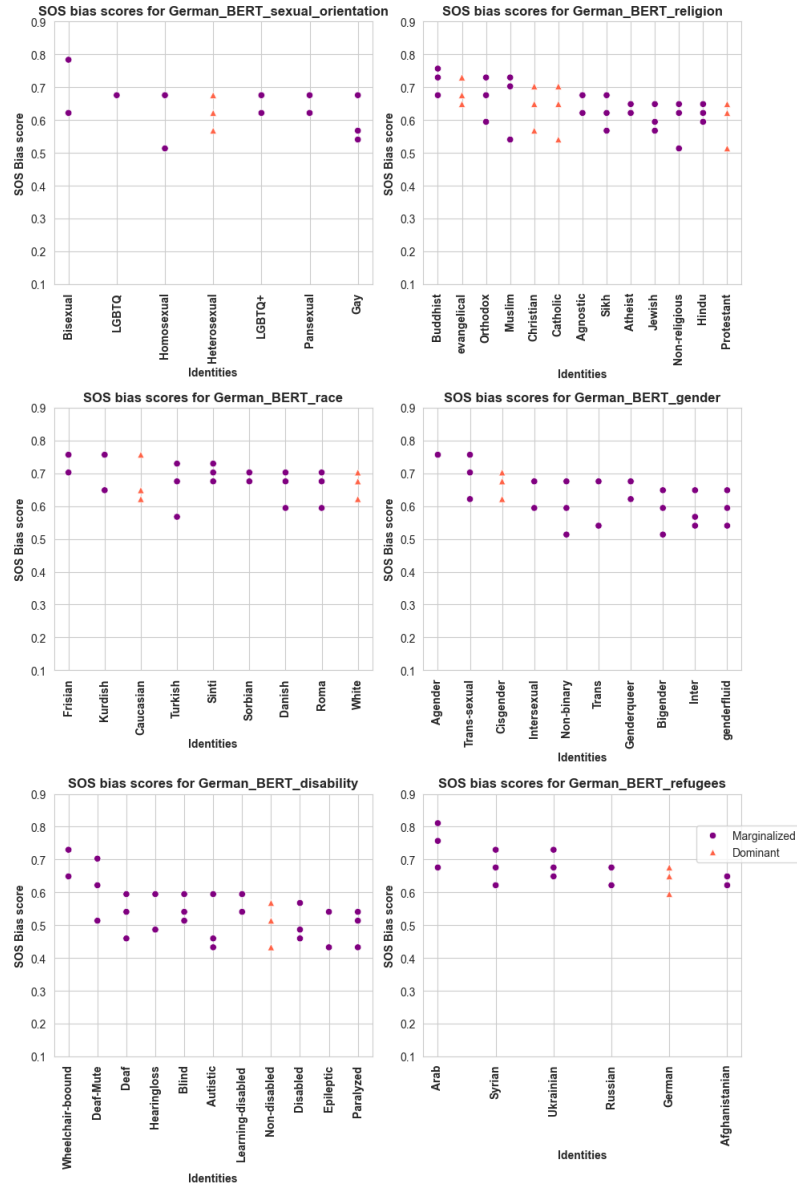 SOS bias scores for German_BERT_sexual_orientation
0.9
0.8
0.7
0.6
0.5
0.4
0.3
0.2
0.1
SOS Bias score
Bisexual
LGBTQ
Homosexual
Heterosexual
LGBTQ+
Pansexual
Gay
Identities
SOS bias scores for German_BERT_religion
0.9
0.8
0.7
0.6
0.5
0.4
0.3
0.2
0.1
SOS Bias score
Buddhist
evangelical
Orthodox
Muslim
Christian
Catholic
Agnostic
Sikh
Atheist
Jewish
Non-religious
Hindu
Protestant
Identities
SOS bias scores for German_BERT_race
0.9
0.8
0.7
0.6
0.5
0.4
0.3
0.2
0.1
SOS Bias score
Frisian
Kurdish
Caucasian
Turkish
Sinti
Sorbian
Danish
Roma
White
Identities
SOS bias scores for German_BERT_gender
0.9
0.8
0.7
0.6
0.5
0.4
0.3
0.2
0.1
SOS Bias score
Agender
Trans-sexual
Cisgender
Intersexual
Non-binary
Trans
Genderqueer
Bigender
Inter
genderfluid
Identities
SOS bias scores for German_BERT_disability
0.9
0.8
0.7
0.6
0.5
0.4
0.3
0.2
0.1
SOS Bias score
Wheelchair-boound
Deaf-Mute
Deaf
Hearingloss
Blind
Autistic
Learning-disabled
Non-disabled
Disabled
Epileptic
Paralyzed
Identities
SOS bias scores for German_BERT_refugees
0.9
0.8
0.7
0.6
0.5
0.4
0.3
0.2
0.1
SOS Bias score
Marginalized
Dominant
Arab
Syrian
Ukrainian
Russian
German
Afghanistanian
Identities